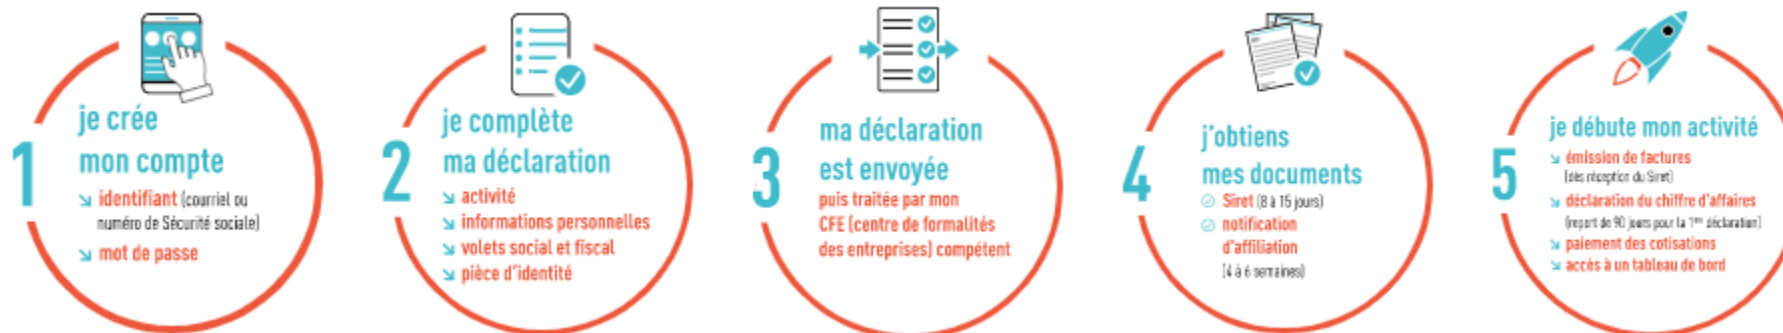 1
je crée
mon compte
identifiant (courriel ou
numéro de Sécurité sociale)
mot de passe
2
je complète
ma déclaration
activité
informations personnelles
volets social et fiscal
pièce d'identité
3
ma déclaration
est envoyée
puis traitée par mon
CFE (centre de formalités
des entreprises) compétent
4
j'obtiens
mes documents
Siret (8 à 15 jours)
notification
d'affiliation
(4 à 6 semaines)
5
je débute mon activité
émission de factures
(dès réception du Siret)
déclaration du chiffre d'affaires
(report de 90 jours pour la 1ère déclaration)
paiement des cotisations
accès à un tableau de bord